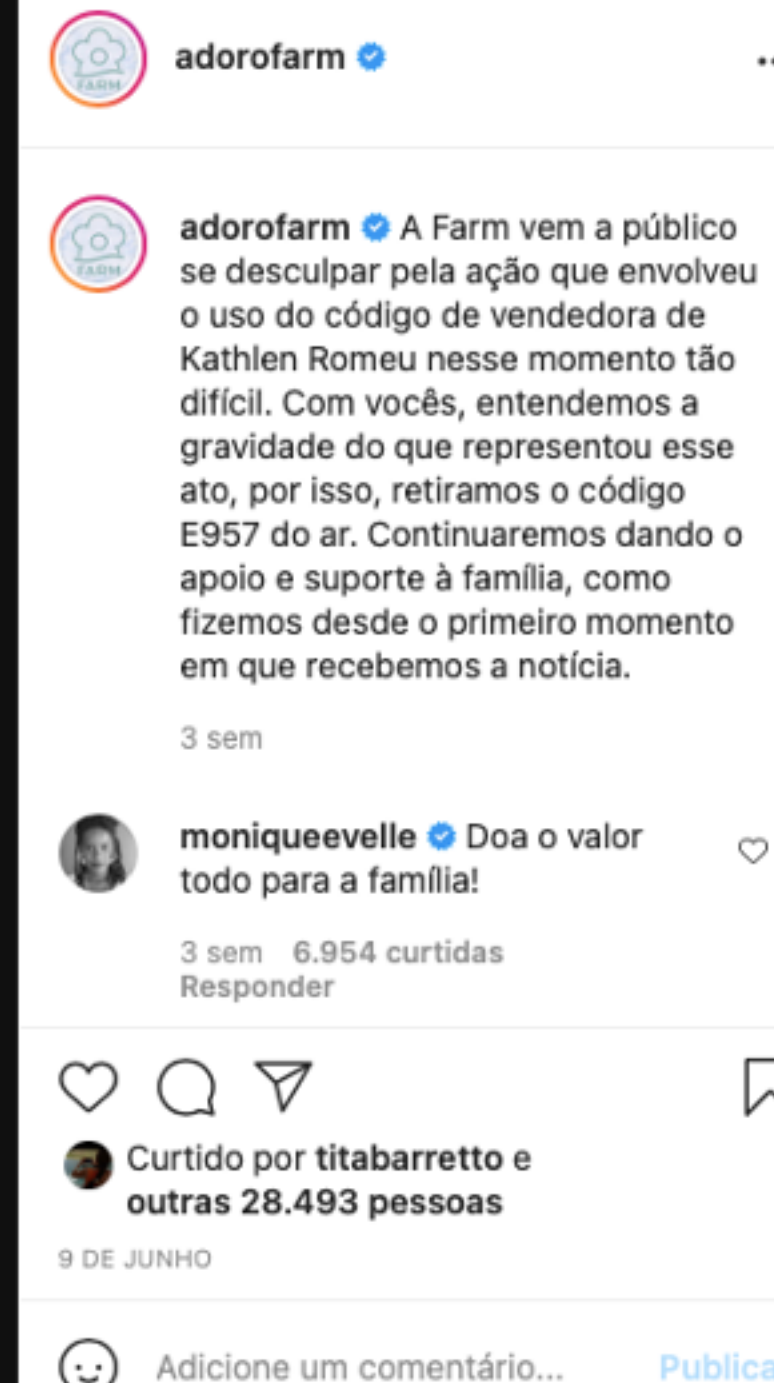 FARM
adorofarm
FARM
adorofarm A Farm vem a público
se desculpar pela ação que envolveu
o uso do código de vendedora de
Kathlen Romeu nesse momento tão
difícil. Com vocês, entendemos a
gravidade do que representou esse
ato, por isso, retiramos o código
E957 do ar. Continuaremos dando o
apoio e suporte à família, como
fizemos desde o primeiro momento
em que recebemos a notícia.
3 sem
moniqueevelle Doa o valor
todo para a família!
3 sem 6.954 curtidas
Responder
Curtido por titabarretto e
outras 28.493 pessoas
9 DE JUNHO
Adicione um comentário... Publica